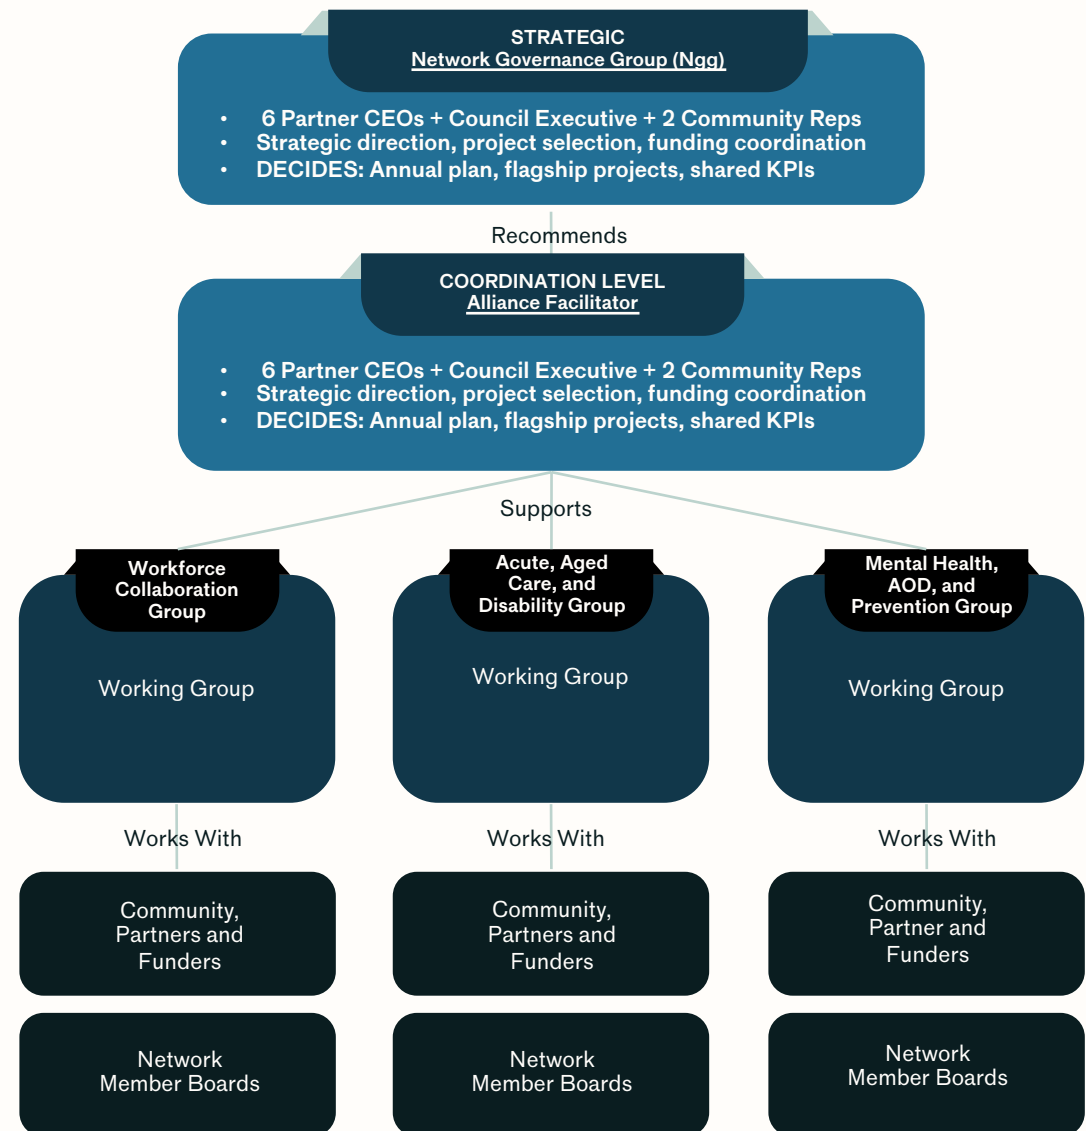 STRATEGIC
Network Governance Group (Ngg)
• 6 Partner CEOs + Council Executive + 2 Community Reps
• Strategic direction, project selection, funding coordination
• DECIDES: Annual plan, flagship projects, shared KPIs
Recommends
COORDINATION LEVEL
Alliance Facilitator
• 6 Partner CEOs + Council Executive + 2 Community Reps
• Strategic direction, project selection, funding coordination
• DECIDES: Annual plan, flagship projects, shared KPIs
Supports
Workforce
Collaboration
Group
Working Group
Acute, Aged
Care, and
Disability Group
Working Group
Mental Health,
AOD, and
Prevention Group
Working Group
Works With
Works With
Works With
Community,
Partners and
Funders
Community,
Partners and
Funders
Community,
Partner and
Funders
Network
Member Boards
Network
Member Boards
Network
Member Boards